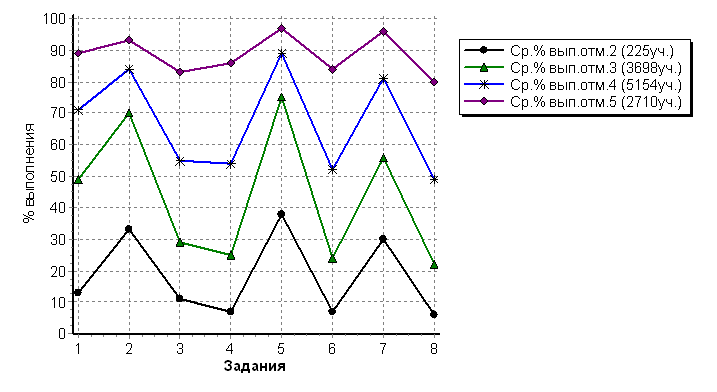 100
90
80
70
60
50
40
30
20
10
0
% выполнения
1 2 3 4 5 6 7 8
Задания
Ср.% вып.отм.2 (225уч.)
Ср.% вып.отм.3 (3698уч.)
Ср.% вып.отм.4 (5154уч.)
Ср.% вып.отм.5 (2710уч.)